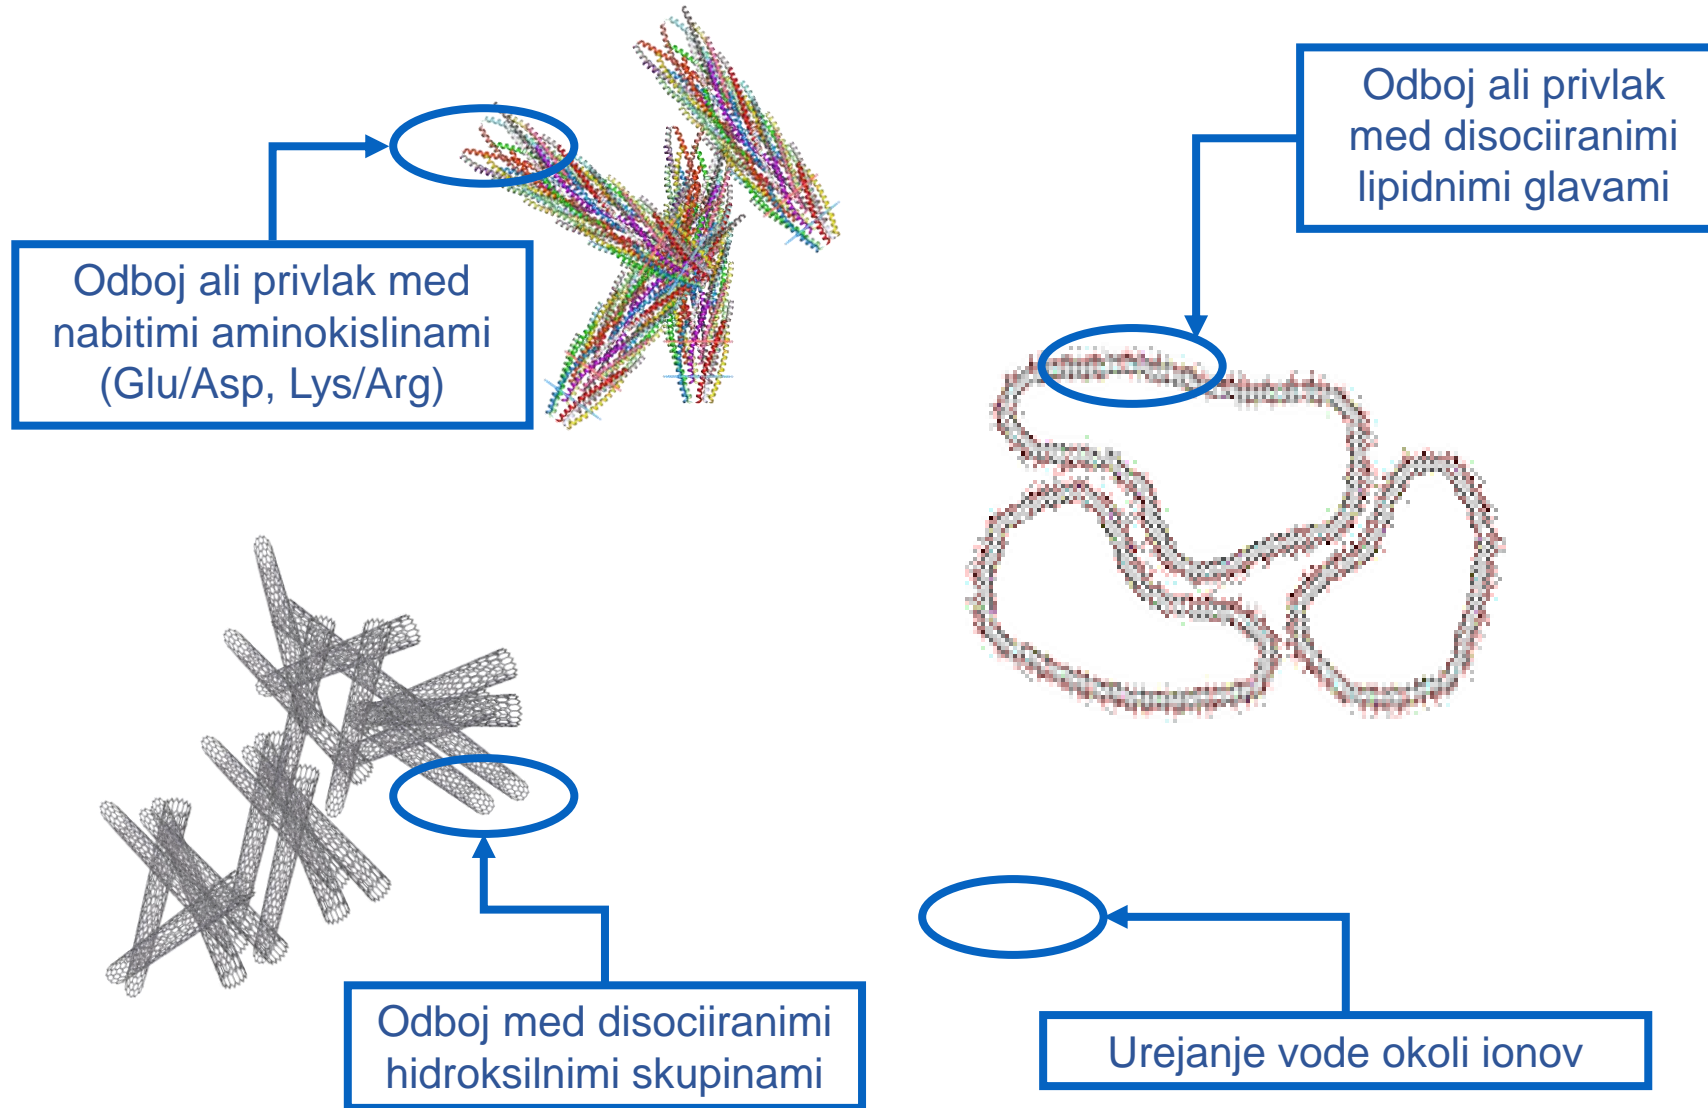 Odboj ali privlak med
nabitimi aminokislinami
(Glu/Asp, Lys/Arg)
Odboj ali privlak
med disociiranimi
lipidnimi glavami
Odboj med disociiranimi
hidroksilnimi skupinami
Urejanje vode okoli ionov